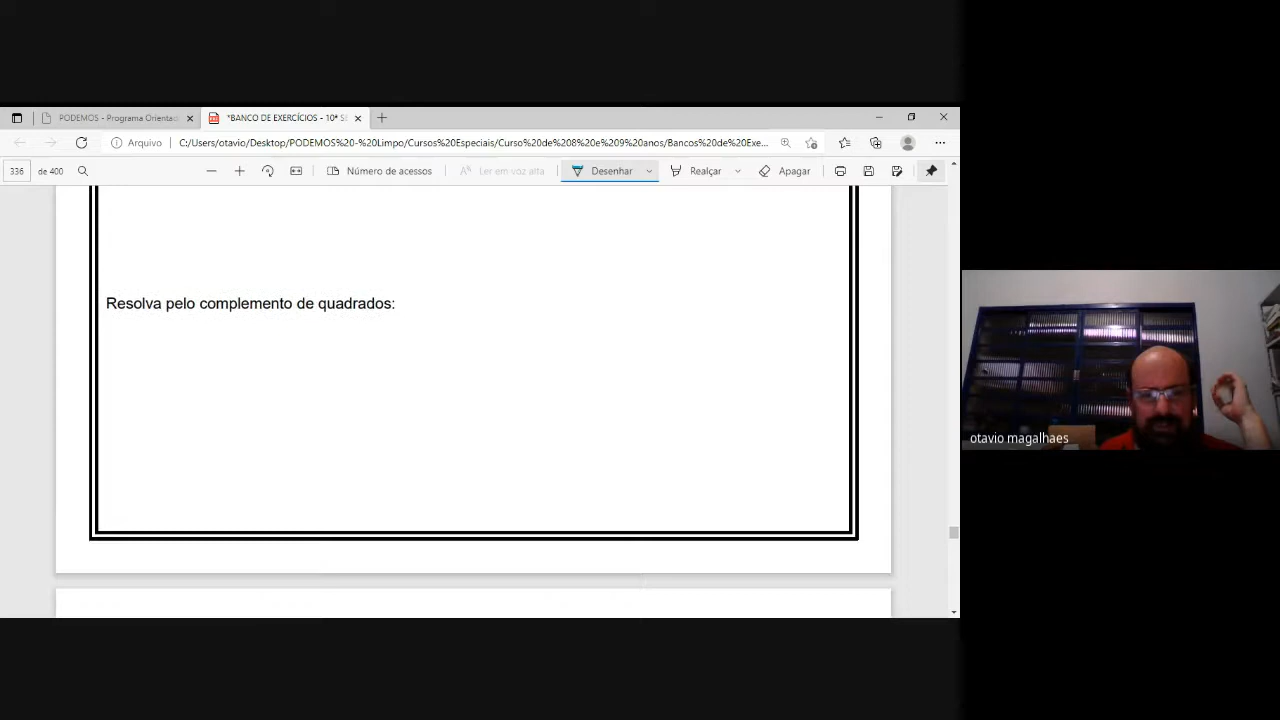 PODEMOS - Programa Orientad
*BANCO DE EXERCÍCIOS - 10ª SE
Arquivo
C:/Users/otavio/Desktop/PODEMOS%20-%20Limpo/Cursos%20Especiais/Curso%20de%208%20e%209%20anos/Bancos%20de%20Exe...
336
de 400
Número de acessos
Ler em voz alta
Desenhar
Realçar
Apagar
Resolva pelo complemento de quadrados:
otavio magalhaes